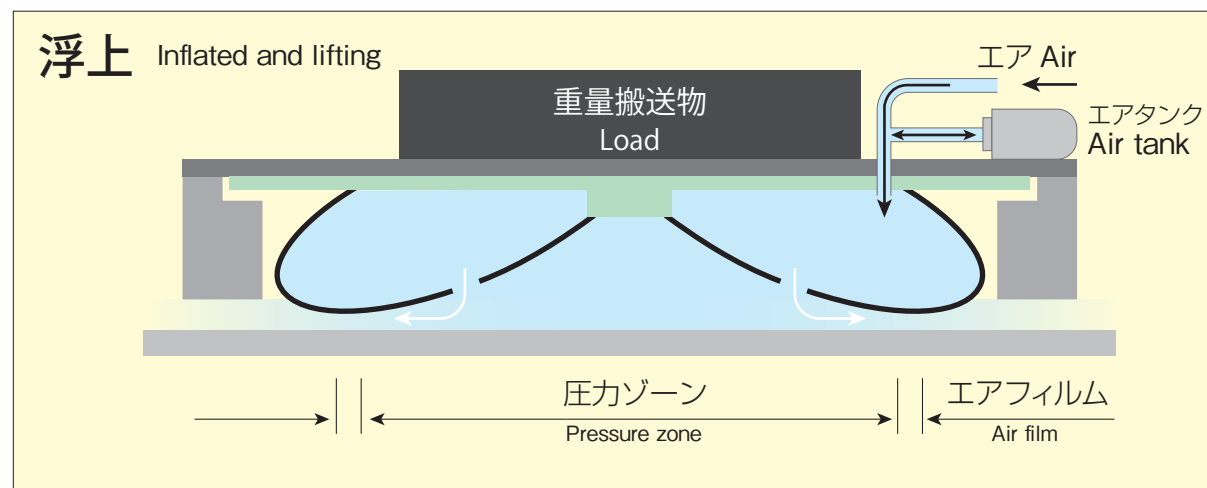 浮上 Inflated and lifting
エア Air
エアタンク
Air tank
重量搬送物
Load
圧力ゾーン
Pressure zone
エアフィルム
Air film